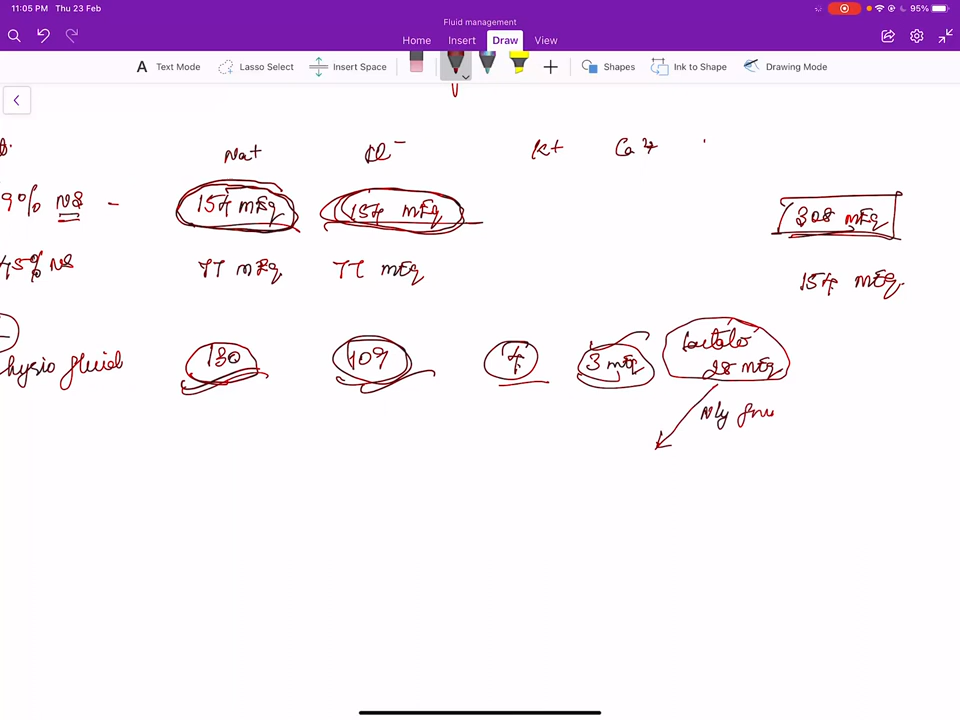 11:05 PM Thu 23 Feb 95%
Fluid management
Home Insert Draw View
Text Mode Lasso Select Insert Space Shapes Ink to Shape Drawing Mode
Na+ Cl- K+ Ca2+
9% NS - 154 mEq 154 mEq 308 mEq
45% NS 77 mEq 77 mEq 154 mEq
Physio fluid 130 109 4 3 mEq lactate 28 mEq